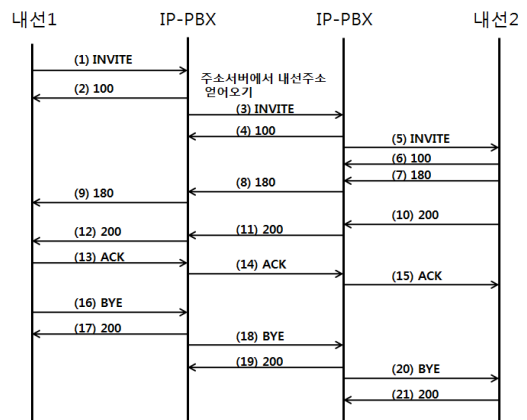 내선1 IP-PBX IP-PBX 내선2
(1) INVITE
주소서버에서 내선주소
(2) 100
얻어오기
(3) INVITE
(4) 100
(5) INVITE
(6) 100
(7) 180
(8) 180
(9) 180
(10) 200
(11) 200
(12) 200
(13) ACK
(14) ACK
(15) ACK
(16) BYE
(17) 200
(18) BYE
(19) 200
(20) BYE
(21) 200